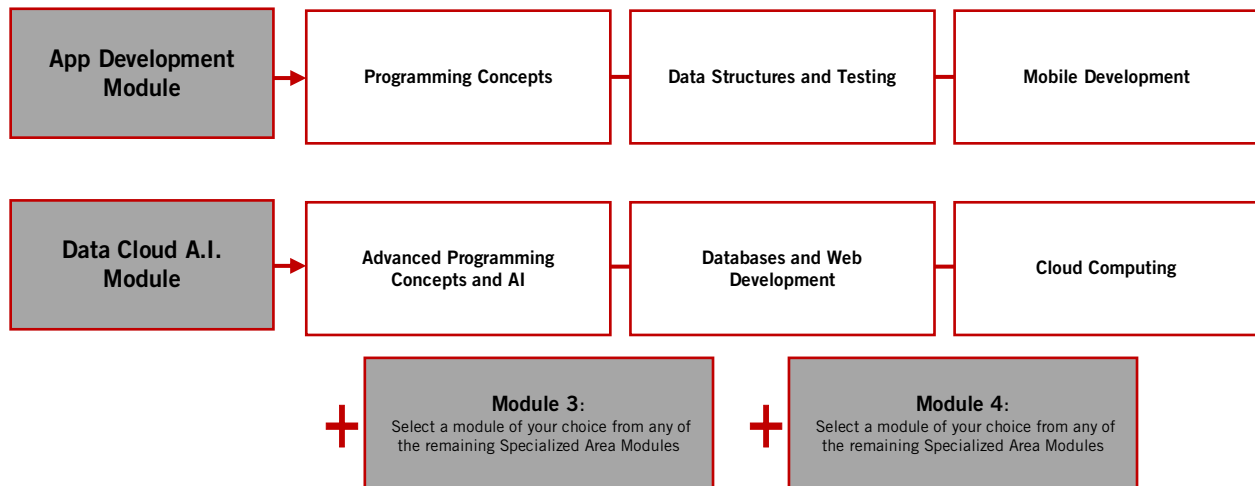 App Development
Module
Programming Concepts
Data Structures and Testing
Mobile Development
Data Cloud A.I.
Module
Advanced Programming
Concepts and AI
Databases and Web
Development
Cloud Computing
+
Module 3:
Select a module of your choice from any of
the remaining Specialized Area Modules
+
Module 4:
Select a module of your choice from any of
the remaining Specialized Area Modules